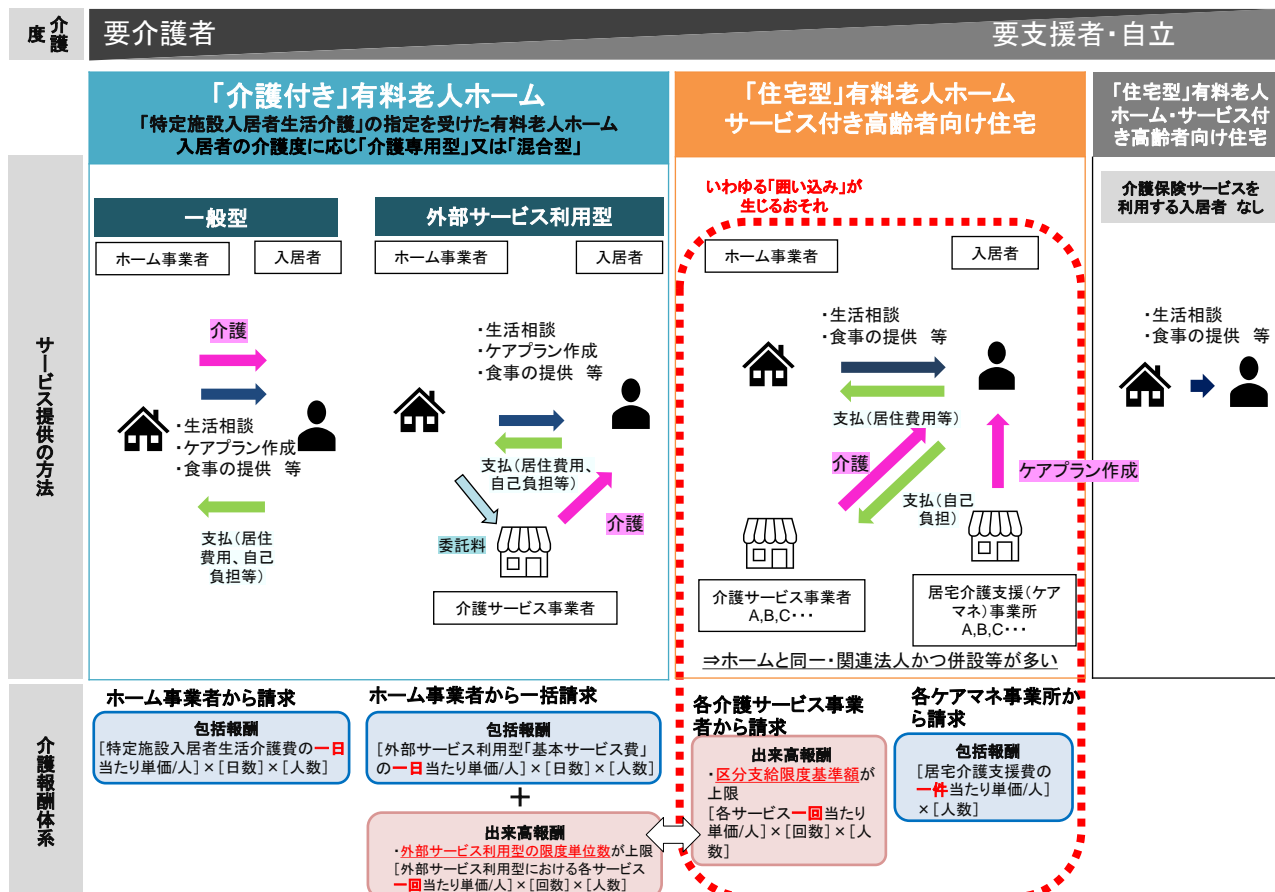 介護度
要介護者
要支援者・自立
「介護付き」有料老人ホーム
「特定施設入居者生活介護」の指定を受けた有料老人ホーム
入居者の介護度に応じ「介護専用型」又は「混合型」
「住宅型」有料老人ホーム
サービス付き高齢者向け住宅
「住宅型」有料老人
ホーム・サービス付
き高齢者向け住宅
サービス提供の方法
一般型
ホーム事業者
入居者
介護
・生活相談
・ケアプラン作成
・食事の提供 等
支払(居住
費用、自己
負担等)
外部サービス利用型
ホーム事業者
入居者
・生活相談
・ケアプラン作成
・食事の提供 等
支払(居住費用、
自己負担等)
委託料
介護
介護サービス事業者
いわゆる「囲い込み」が
生じるおそれ
ホーム事業者
入居者
・生活相談
・食事の提供 等
支払(居住費用等)
介護
支払(自己
負担)
ケアプラン作成
介護サービス事業者
A,B,C・・・
居宅介護支援(ケア
マネ)事業所
A,B,C・・・
⇒ホームと同一・関連法人かつ併設等が多い
介護保険サービスを
利用する入居者 なし
・生活相談
・食事の提供 等
介護報酬体系
ホーム事業者から請求
包括報酬
[特定施設入居者生活介護費の一日
当たり単価/人]×[日数]×[人数]
ホーム事業者から一括請求
包括報酬
[外部サービス利用型「基本サービス費」
の一日当たり単価/人]×[日数]×[人数]
+
出来高報酬
・外部サービス利用型の限度単位数が上限
[外部サービス利用型における各サービス
一回当たり単価/人]×[回数]×[人数]
各介護サービス事業
者から請求
出来高報酬
・区分支給限度基準額が
上限
[各サービス一回当たり
単価/人]×[回数]×[人
数]
各ケアマネ事業所か
ら請求
包括報酬
[居宅介護支援費の
一件当たり単価/人]
×[人数]